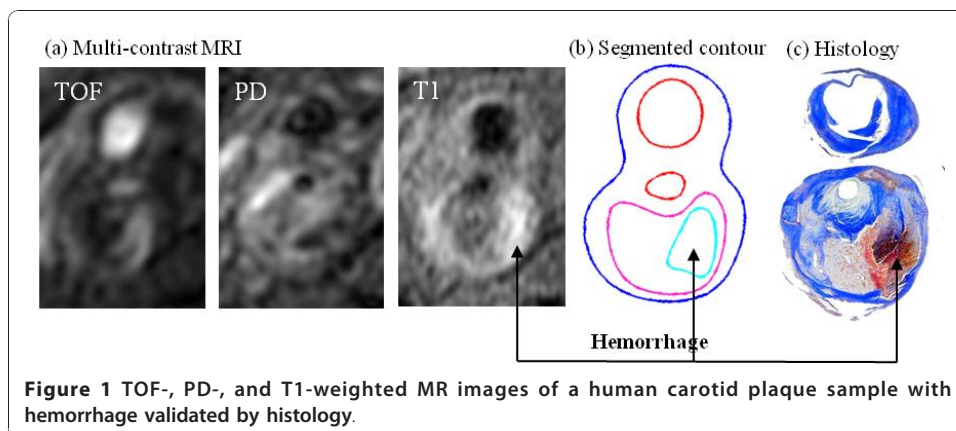 (a) Multi-contrast MRI
(b) Segmented contour
(c) Histology
TOF
PD
T1
Hemorrhage
Figure 1 TOF-, PD-, and T1-weighted MR images of a human carotid plaque sample with
hemorrhage validated by histology.